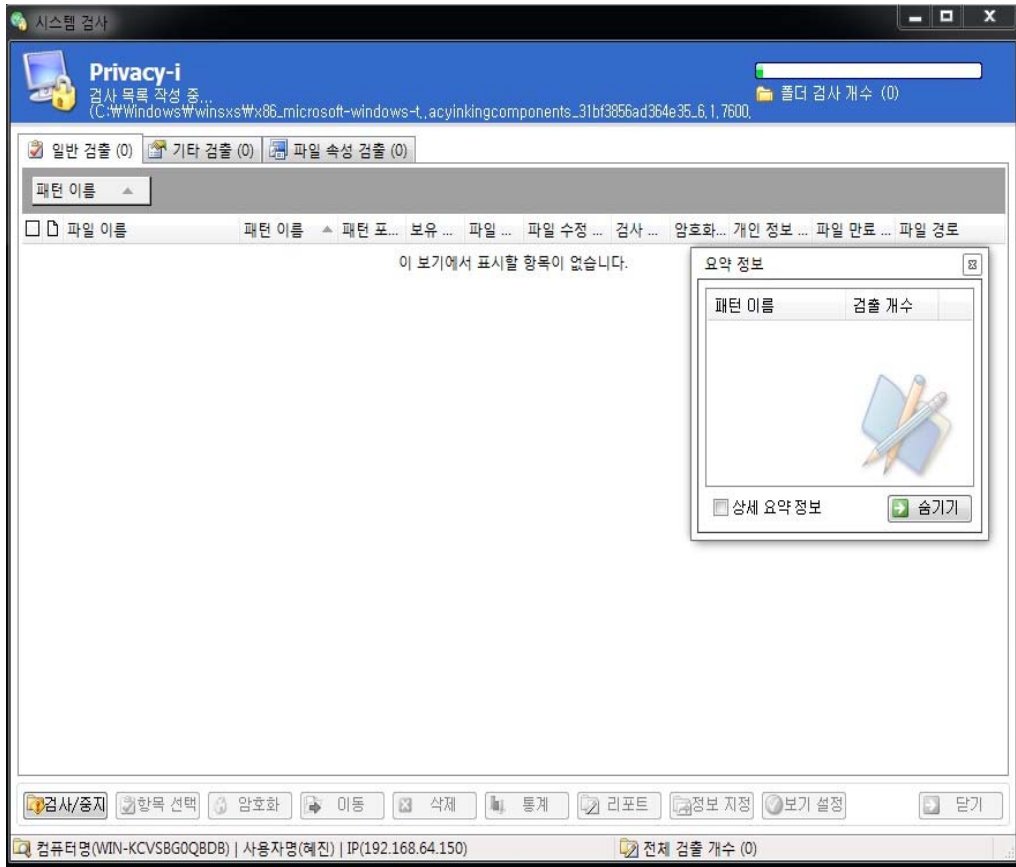 시스템 검사
Privacy-i
검사 목록 작성 중...
(C:₩Windows₩winsxs₩x86_microsoft-windows-t..acyinkingcomponents_31bf3856ad364e35_6.1.7600.
폴더 검사 개수 (0)
일반 검출 (0) 기타 검출 (0) 파일 속성 검출 (0)
패턴 이름
파일 이름 패턴 이름 패턴 포... 보유 ... 파일 ... 파일 수정 ... 검사 ... 암호화... 개인 정보 ... 파일 만료 ... 파일 경로
이 보기에서 표시할 항목이 없습니다.
요약 정보
패턴 이름 검출 개수
상세 요약 정보 숨기기
검사/중지 항목 선택 암호화 이동 삭제 통계 리포트 정보 지정 보기 설정 닫기
컴퓨터명(WIN-KCVSBG0QBDB) | 사용자명(혜진) | IP(192.168.64.150) 전체 검출 개수 (0)